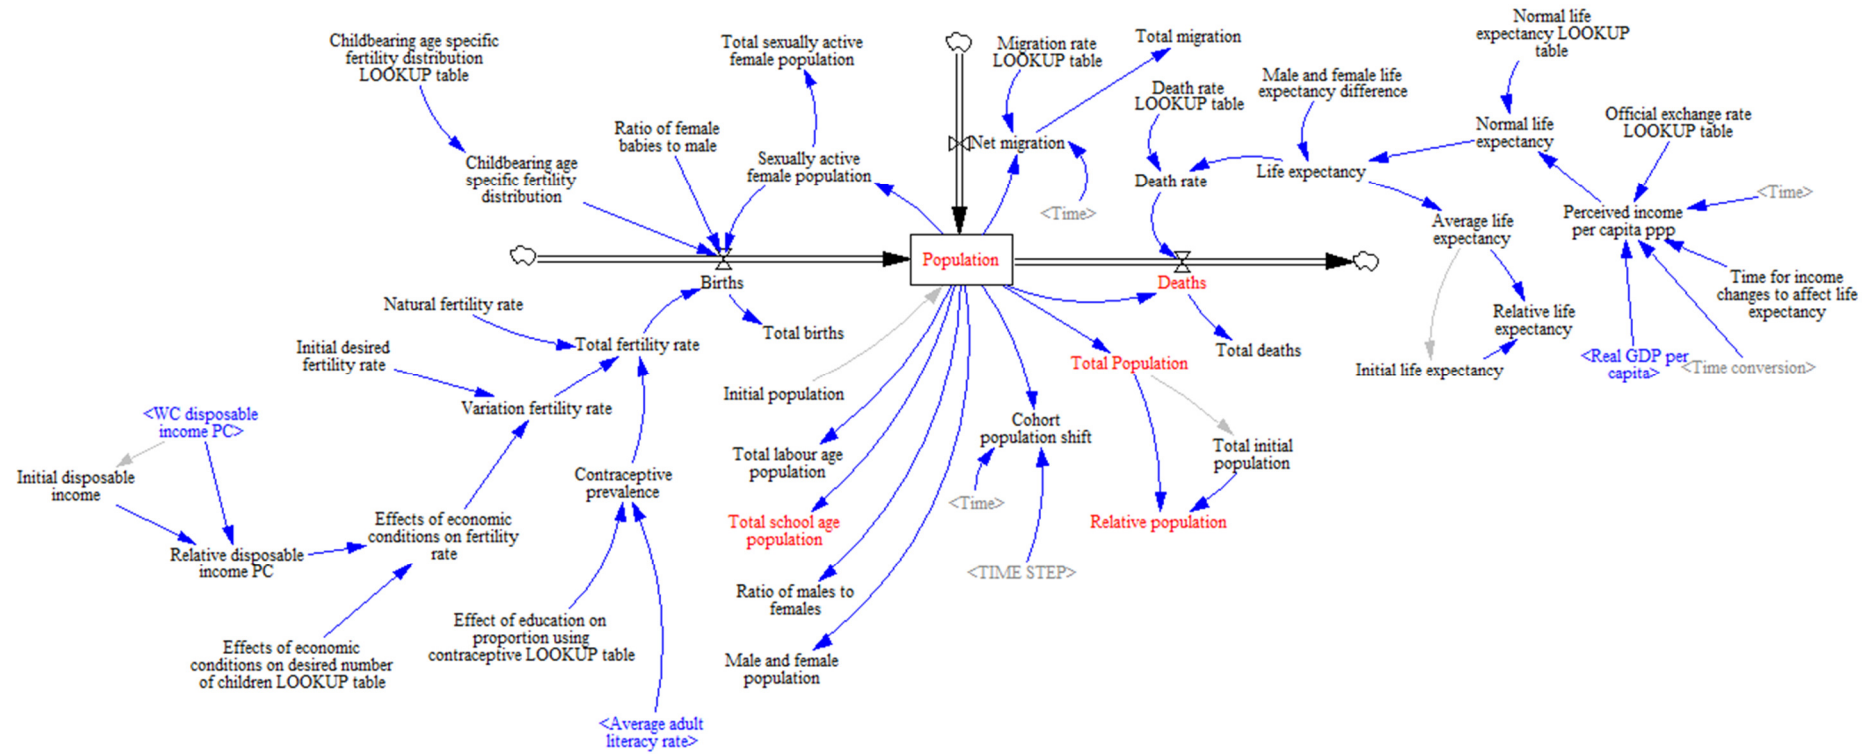 Childbearing age specific
fertility distribution
LOOKUP table
Total sexually active
female population
Migration rate
LOOKUP table
Total migration
Normal life
expectancy LOOKUP
table
Death rate
LOOKUP table
Male and female life
expectancy difference
Official exchange rate
LOOKUP table
Ratio of female
babies to male
Sexually active
female population
Net migration
Normal life
expectancy
Childbearing age
specific fertility
distribution
Death rate
Life expectancy
<Time>
<Time>
Perceived income
per capita ppp
Average life
expectancy
Population
Births
Deaths
Time for income
changes to affect life
expectancy
Natural fertility rate
Total births
Relative life
expectancy
Total fertility rate
Total deaths
Initial desired
fertility rate
Total Population
Initial life expectancy
<Real GDP per
capita>
<Time conversion>
Initial population
Variation fertility rate
<WC disposable
income PC>
Cohort
population shift
Total initial
population
Total labour age
population
Initial disposable
income
Contraceptive
prevalence
<Time>
Total school age
population
Relative population
Effects of economic
conditions on fertility
rate
Relative disposable
income PC
<TIME STEP>
Ratio of males to
females
Effect of education on
proportion using
contraceptive LOOKUP table
Effects of economic
conditions on desired number
of children LOOKUP table
Male and female
population
<Average adult
literacy rate>